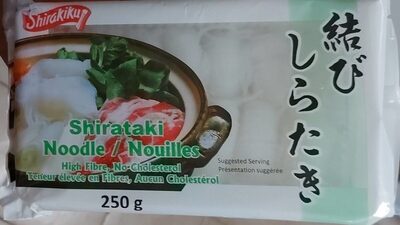 Shirakiku
結び
しらたき
Shirataki
Noodle / Nouilles
High Fibre, No Cholesterol
Teneur élevée en Fibres, Aucun Cholestérol
Suggested Serving
Présentation suggérée
250 g